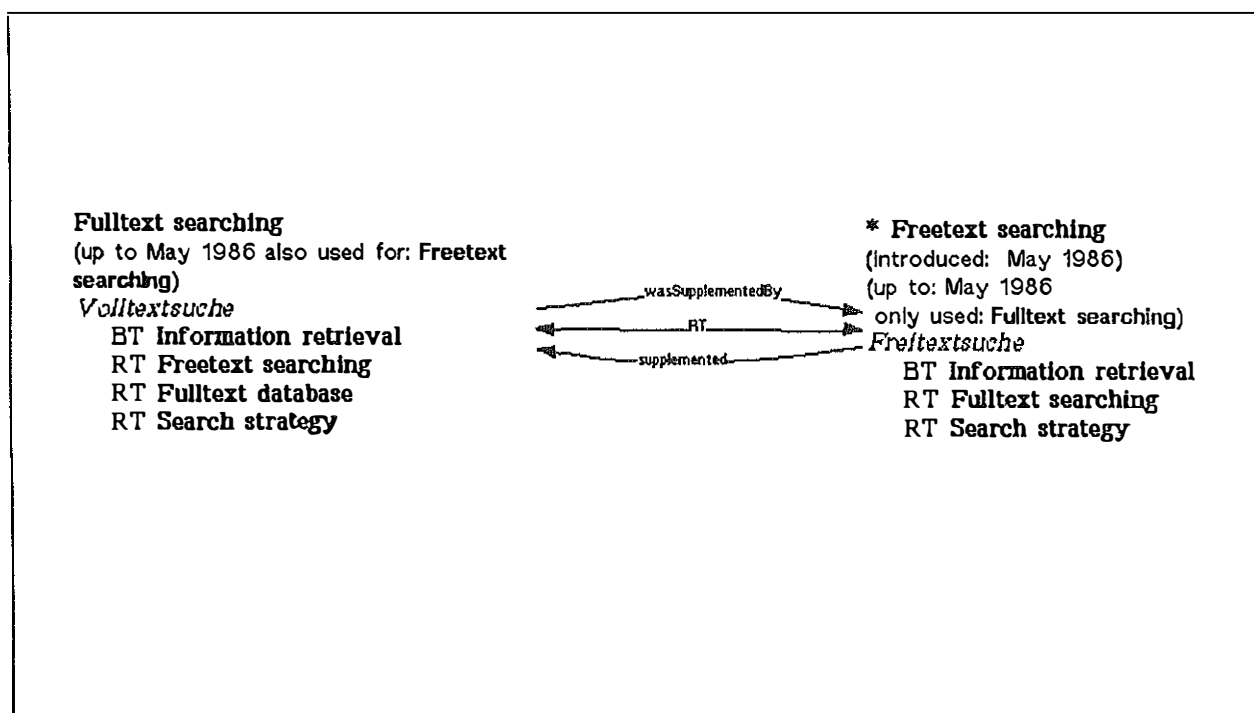 Fulltext searching
(up to May 1986 also used for: Freetext
searching)
Volltextsuche
BT Information retrieval
RT Freetext searching
RT Fulltext database
RT Search strategy
wasSupplementedBy
RT
supplemented
* Freetext searching
(introduced: May 1986)
(up to: May 1986
only used: Fulltext searching)
Freitextsuche
BT Information retrieval
RT Fulltext searching
RT Search strategy